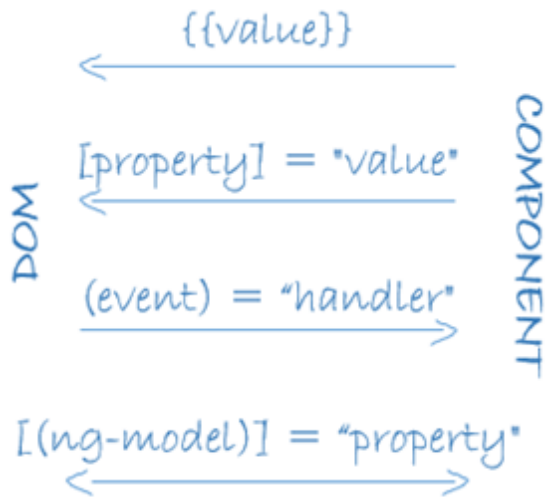 {{value}}
[property] = "value"
DOM
COMPONENT
(event) = "handler"
[(ng-model)] = "property"